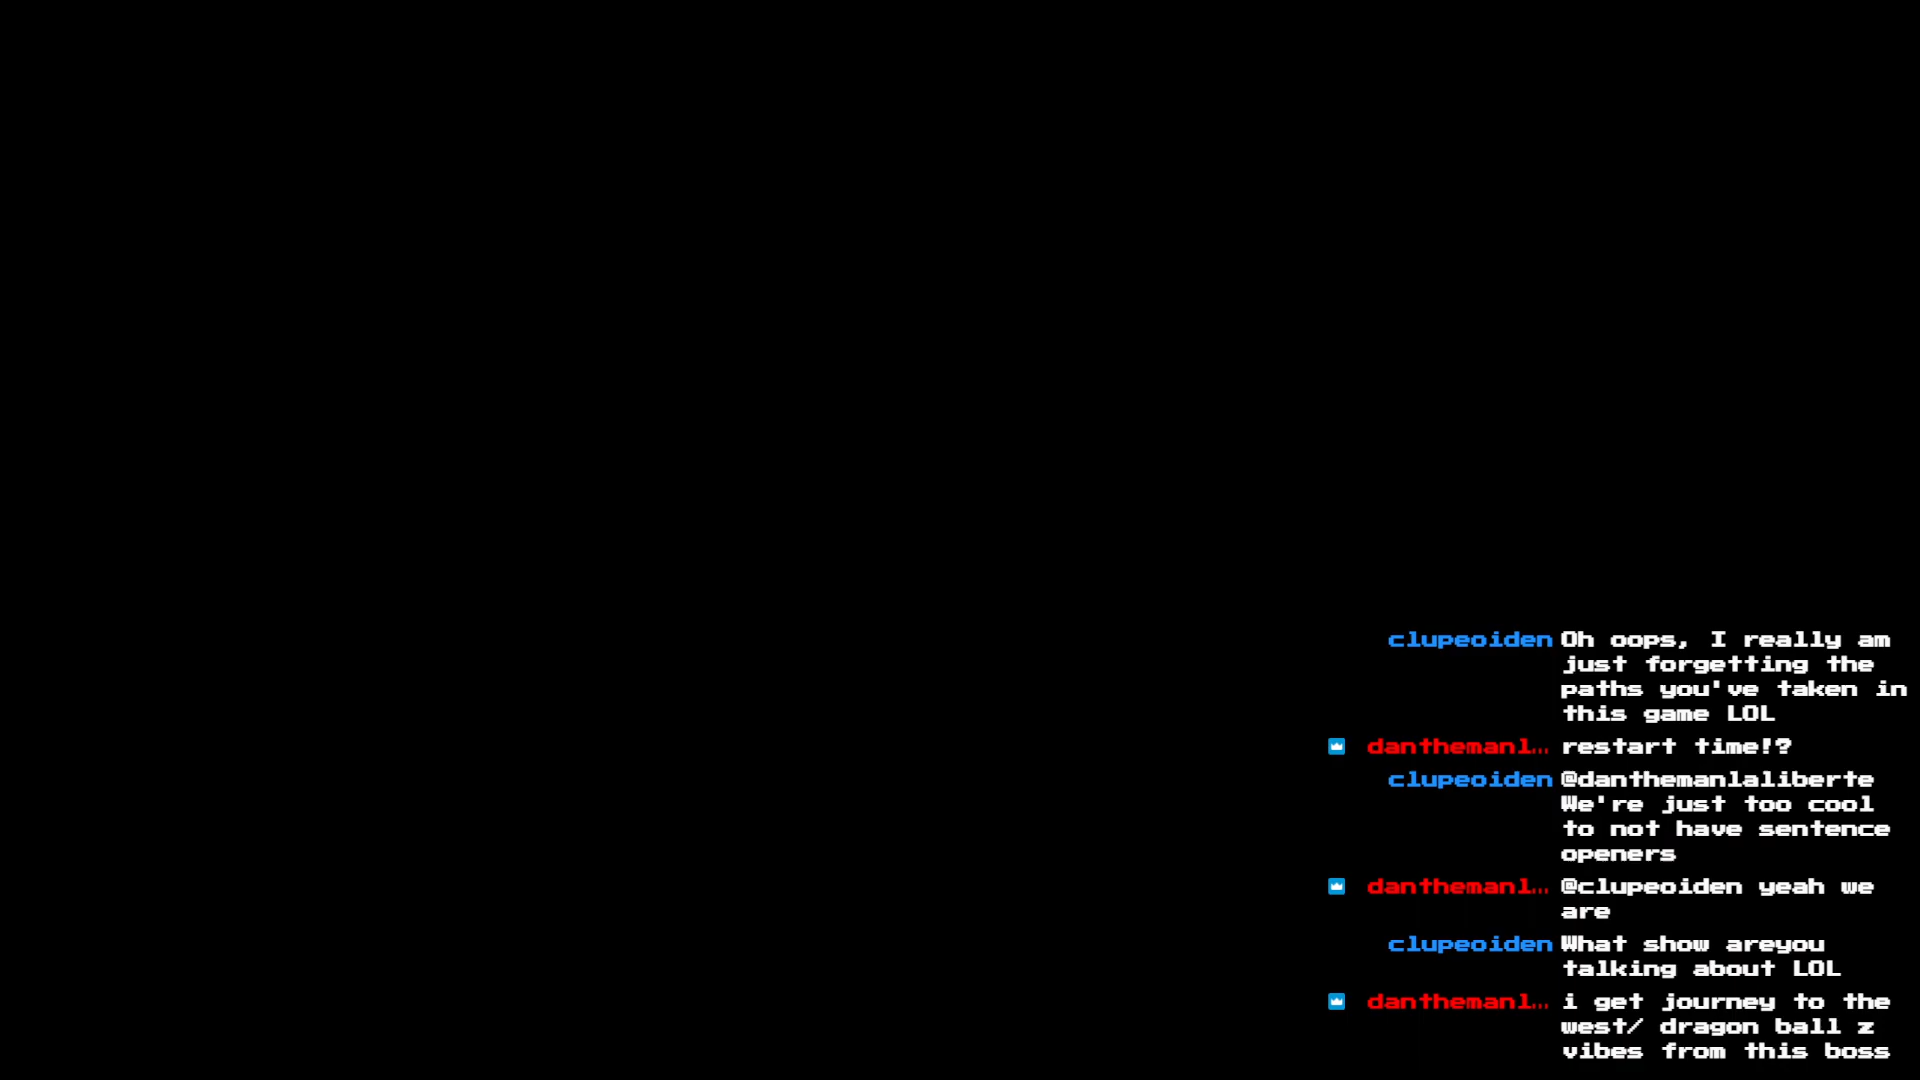 clupeoiden Oh oops, I really am
just forgetting the
paths you've taken in
this game LOL
danthemanl... restart time!?
clupeoiden @danthemanlaliberte
We're just too cool
to not have sentence
openers
danthemanl... @clupeoiden yeah we
are
clupeoiden What show areyou
talking about LOL
danthemanl... i get journey to the
west/ dragon ball z
vibes from this boss